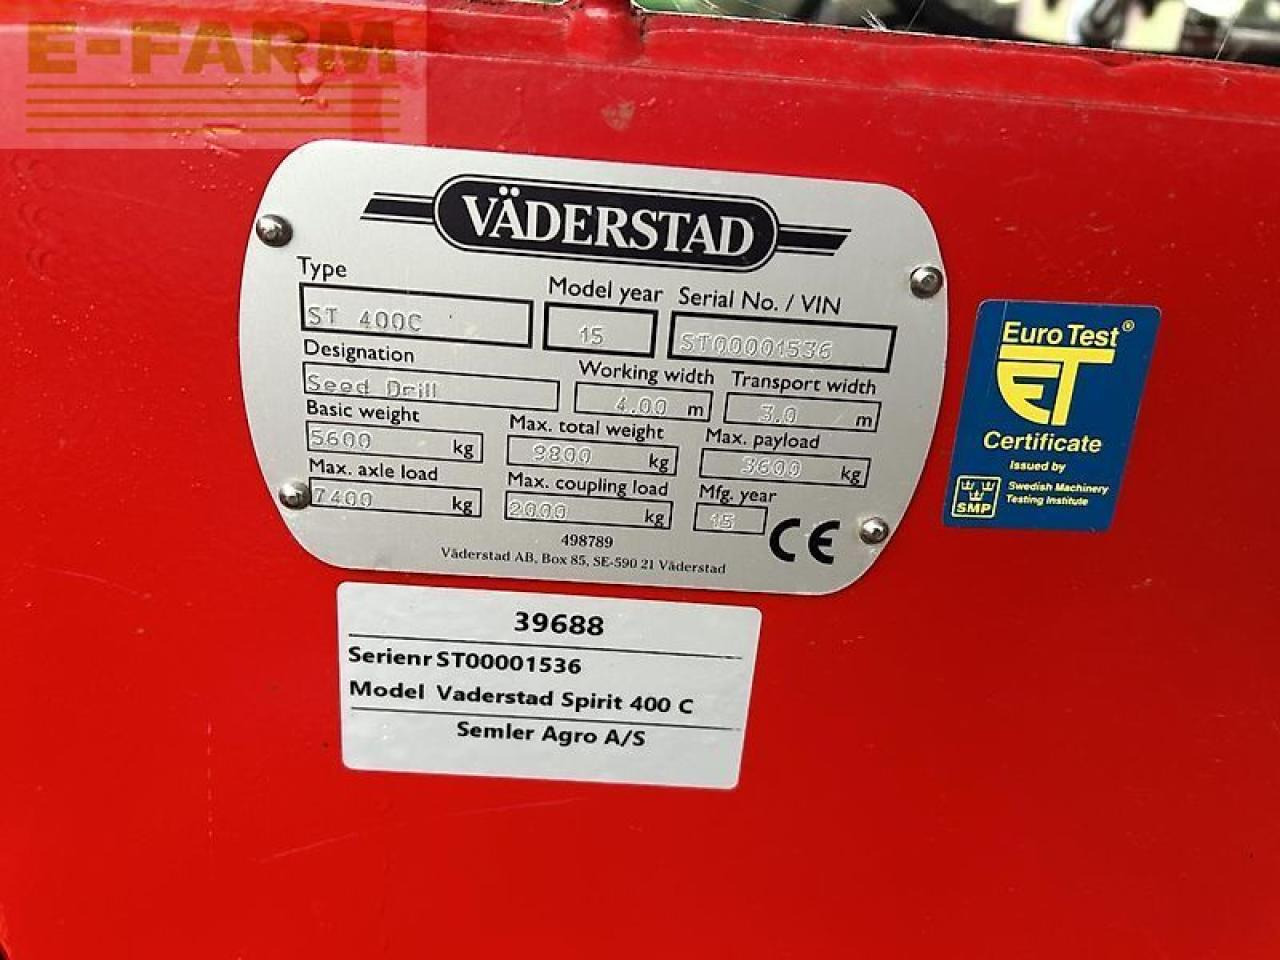 E-FARM
VÄDERSTAD
Type
Model year
Serial No. / VIN
ST 400C
15
ST00001536
Designation
Working width
Transport width
Seed Drill
4.00 m
3.0 m
Basic weight
Max. total weight
Max. payload
5600 kg
9800 kg
3600 kg
Max. axle load
Max. coupling load
Mfg. year
7400 kg
2000 kg
15
CE
498789
Väderstad AB, Box 85, SE-590 21 Väderstad
Euro Test®
ET
Certificate
Issued by
SMP
Swedish Machinery
Testing Institute
39688
Serienr ST00001536
Model Vaderstad Spirit 400 C
Semler Agro A/S